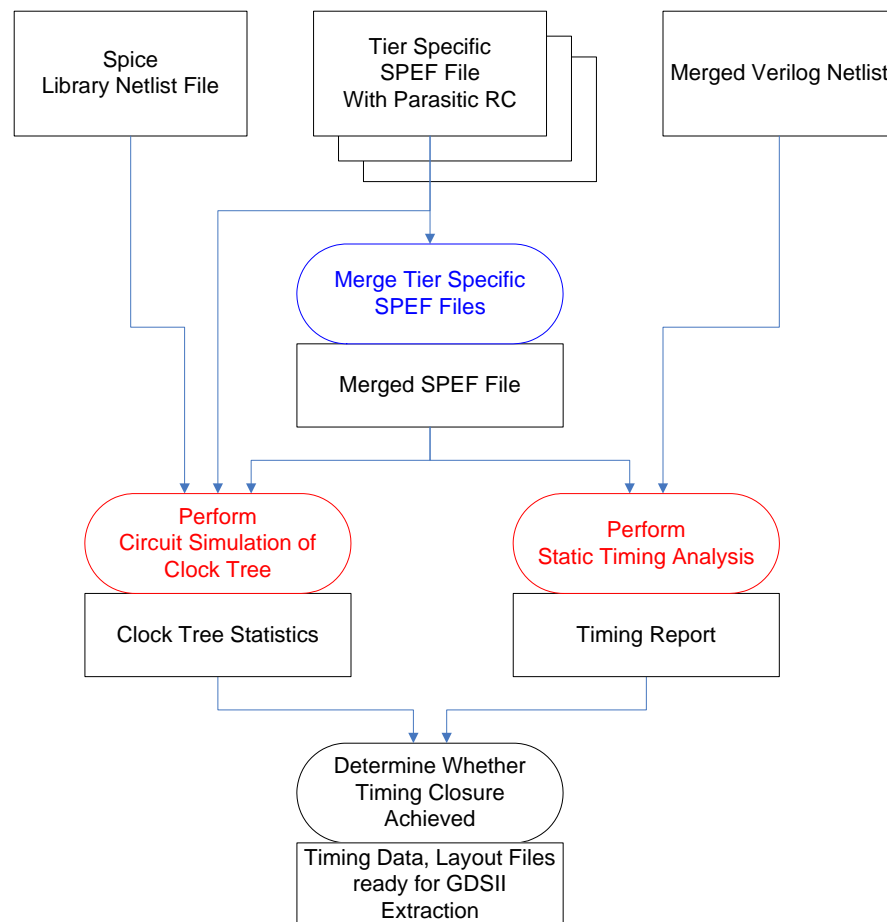 Spice
Library Netlist File
Tier Specific
SPEF File
With Parasitic RC
Merged Verilog Netlist
Merge Tier Specific
SPEF Files
Merged SPEF File
Perform
Circuit Simulation of
Clock Tree
Perform
Static Timing Analysis
Clock Tree Statistics
Timing Report
Determine Whether
Timing Closure
Achieved
Timing Data, Layout Files
ready for GDSII
Extraction